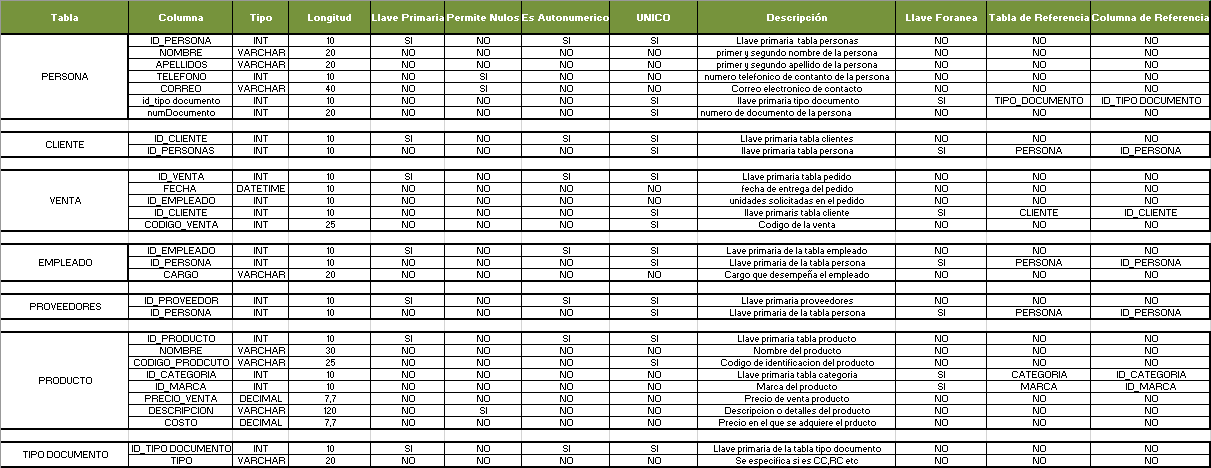 Tabla Columna Tipo Longitud Llave Primaria Permite Nulos Es Autonumerico UNICO Descripción Llave Foranea Tabla de Referencia Columna de Referencia
PERSONA
ID_PERSONA INT 10 SI NO SI SI Llave primaria tabla personas NO NO NO
NOMBRE VARCHAR 20 NO NO NO NO primer y segundo nombre de la persona NO NO NO
APELLIDOS VARCHAR 20 NO NO NO NO primer y segundo apellido de la persona NO NO NO
TELEFONO INT 10 NO SI NO NO numero telefonico de contanto de la persona NO NO NO
CORREO VARCHAR 40 NO SI NO NO Correo electronico de contacto NO NO NO
id_tipo documento INT 10 NO NO NO SI llave primaria tipo documento SI TIPO_DOCUMENTO ID_TIPO DOCUMENTO
numDocumento INT 20 NO NO NO SI numero de documento de la persona NO NO NO
CLIENTE
ID_CLIENTE INT 10 SI NO SI SI Llave primaria tabla clientes NO NO NO
ID_PERSONAS INT 10 NO NO NO SI llave primaria tabla persona SI PERSONA ID_PERSONA
VENTA
ID_VENTA INT 10 SI NO SI SI Llave primaria tabla pedido NO NO NO
FECHA DATETIME 10 NO NO NO NO fecha de entrega del pedido NO NO NO
ID_EMPLEADO INT 10 NO NO NO NO unidades solicitadas en el pedido NO NO NO
ID_CLIENTE INT 10 NO NO NO SI llave primaris tabla cliente SI CLIENTE ID_CLIENTE
CODIGO_VENTA INT 25 NO NO NO SI Codigo de la venta NO NO NO
EMPLEADO
ID_EMPLEADO INT 10 SI NO SI SI Llave primaria de la tabla empleado NO NO NO
ID_PERSONA INT 10 NO NO NO SI Llave primaria de la tabla persona SI PERSONA ID_PERSONA
CARGO VARCHAR 20 NO NO NO NO Cargo que desempeña el empleado NO NO NO
PROVEEDORES
ID_PROVEEDOR INT 10 SI NO SI SI Llave primaria proveedores NO NO NO
ID_PERSONA INT 10 NO NO NO SI Llave primaria de la tabla persona SI PERSONA ID_PERSONA
PRODUCTO
ID_PRODUCTO INT 10 SI NO SI SI Llave primaria tabla producto NO NO NO
NOMBRE VARCHAR 30 NO NO NO NO Nombre del producto NO NO NO
CODIGO_PRODCUTO VARCHAR 25 NO NO NO SI Codigo de identificacion del producto NO NO NO
ID_CATEGORIA INT 10 NO NO NO NO Llave primaria tabla categoria SI CATEGORIA ID_CATEGORIA
ID_MARCA INT 10 NO NO NO NO Marca del producto SI MARCA ID_MARCA
PRECIO_VENTA DECIMAL 7,7 NO NO NO NO Precio de venta producto NO NO NO
DESCRIPCION VARCHAR 120 NO SI NO NO Descripcion o detalles del producto NO NO NO
COSTO DECIMAL 7,7 NO NO NO NO Precio en el que se adquiere el prducto NO NO NO
TIPO DOCUMENTO
ID_TIPO DOCUMENTO INT 10 SI NO SI SI Llave primaria de la tabla tipo documento NO NO NO
TIPO VARCHAR 20 NO NO NO NO Se especifica si es CC,RC etc NO NO NO